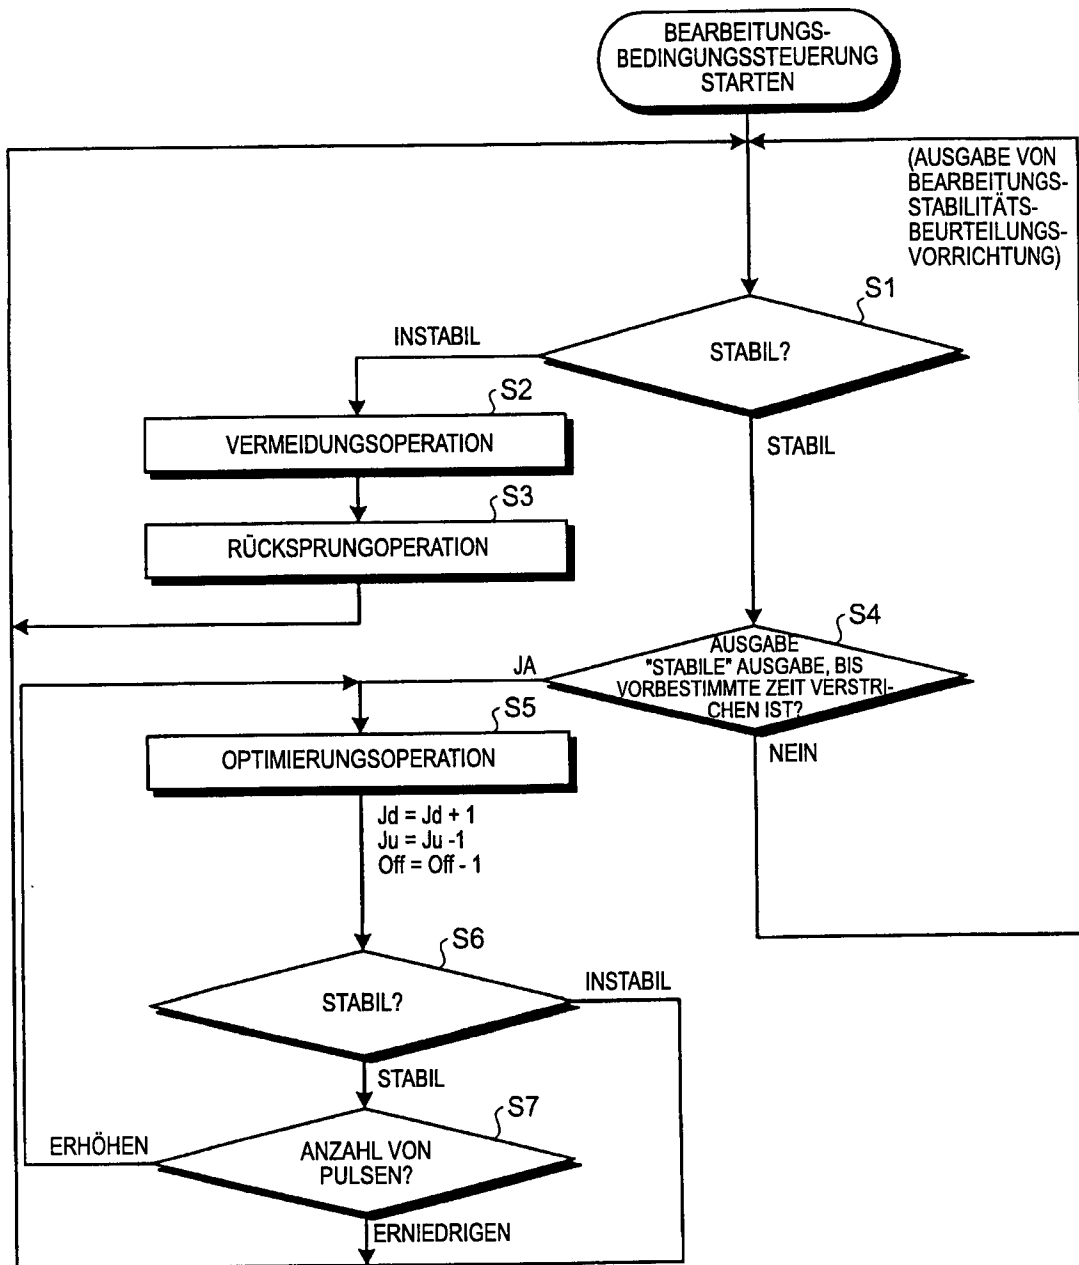 BEARBEITUNGS-
BEDINGUNGSSTEUERUNG
STARTEN
(AUSGABE VON
BEARBEITUNGS-
STABILITÄTS-
BEURTEILUNGS-
VORRICHTUNG)
S1
STABIL?
INSTABIL
STABIL
S2
VERMEIDUNGSOPERATION
S3
RÜCKSPRUNGOPERATION
S4
AUSGABE
"STABILE" AUSGABE, BIS
VORBESTIMMTE ZEIT VERSTRI-
CHEN IST?
JA
NEIN
S5
OPTIMIERUNGSOPERATION
Jd = Jd + 1
Ju = Ju -1
Off = Off - 1
S6
STABIL?
INSTABIL
STABIL
S7
ANZAHL VON
PULSEN?
ERHÖHEN
ERNIEDRIGEN